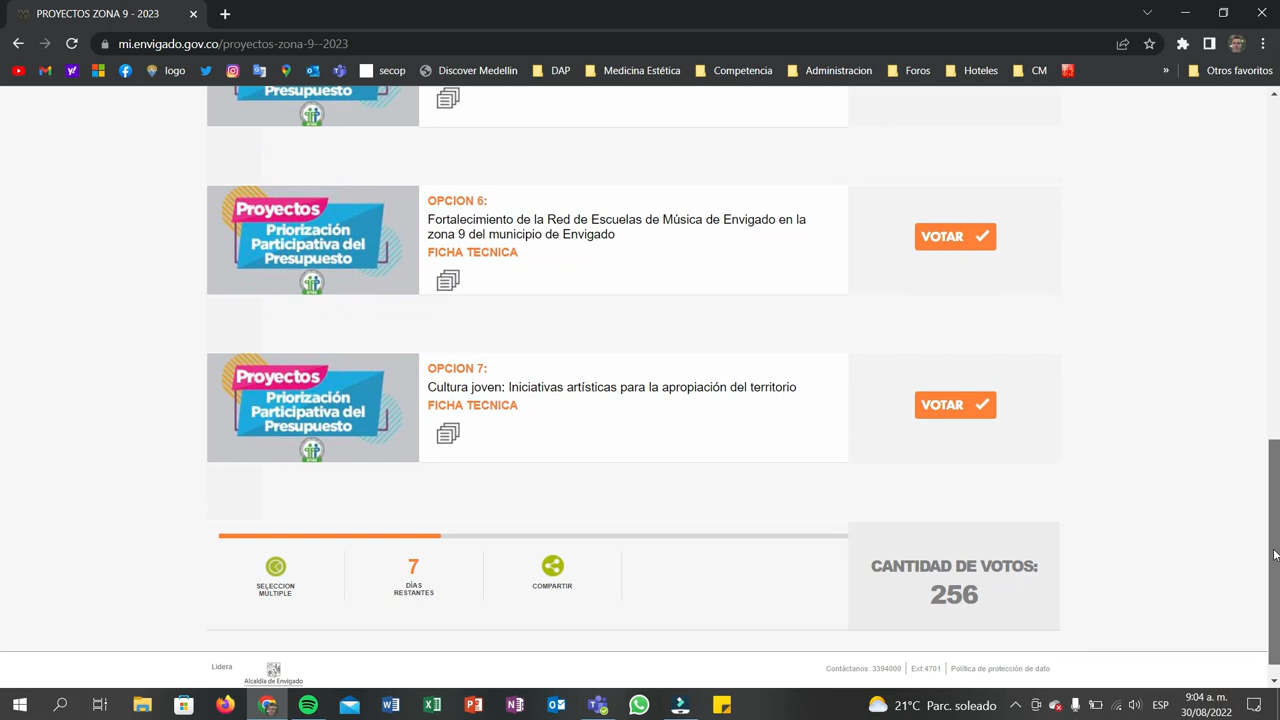 PROYECTOS ZONA 9 - 2023
mi.envigado.gov.co/proyectos-zona-9--2023
logo
secop
Discover Medellin
DAP
Medicina Estética
Competencia
Administracion
Foros
Hoteles
CM
»
Otros favoritos
Presupuesto
Proyectos
Priorización
Participativa del
Presupuesto
OPCION 6:
Fortalecimiento de la Red de Escuelas de Música de Envigado en la
zona 9 del municipio de Envigado
FICHA TECNICA
VOTAR
Proyectos
Priorización
Participativa del
Presupuesto
OPCION 7:
Cultura joven: Iniciativas artísticas para la apropiación del territorio
FICHA TECNICA
VOTAR
SELECCIÓN
MÚLTIPLE
7
DÍAS
RESTANTES
COMPARTIR
CANTIDAD DE VOTOS:
256
Lidera
Alcaldía de Envigado
Contáctanos: 3394000
Ext:4701
Política de protección de dato
21°C Parc. soleado
ESP
9:04 a. m.
30/08/2022